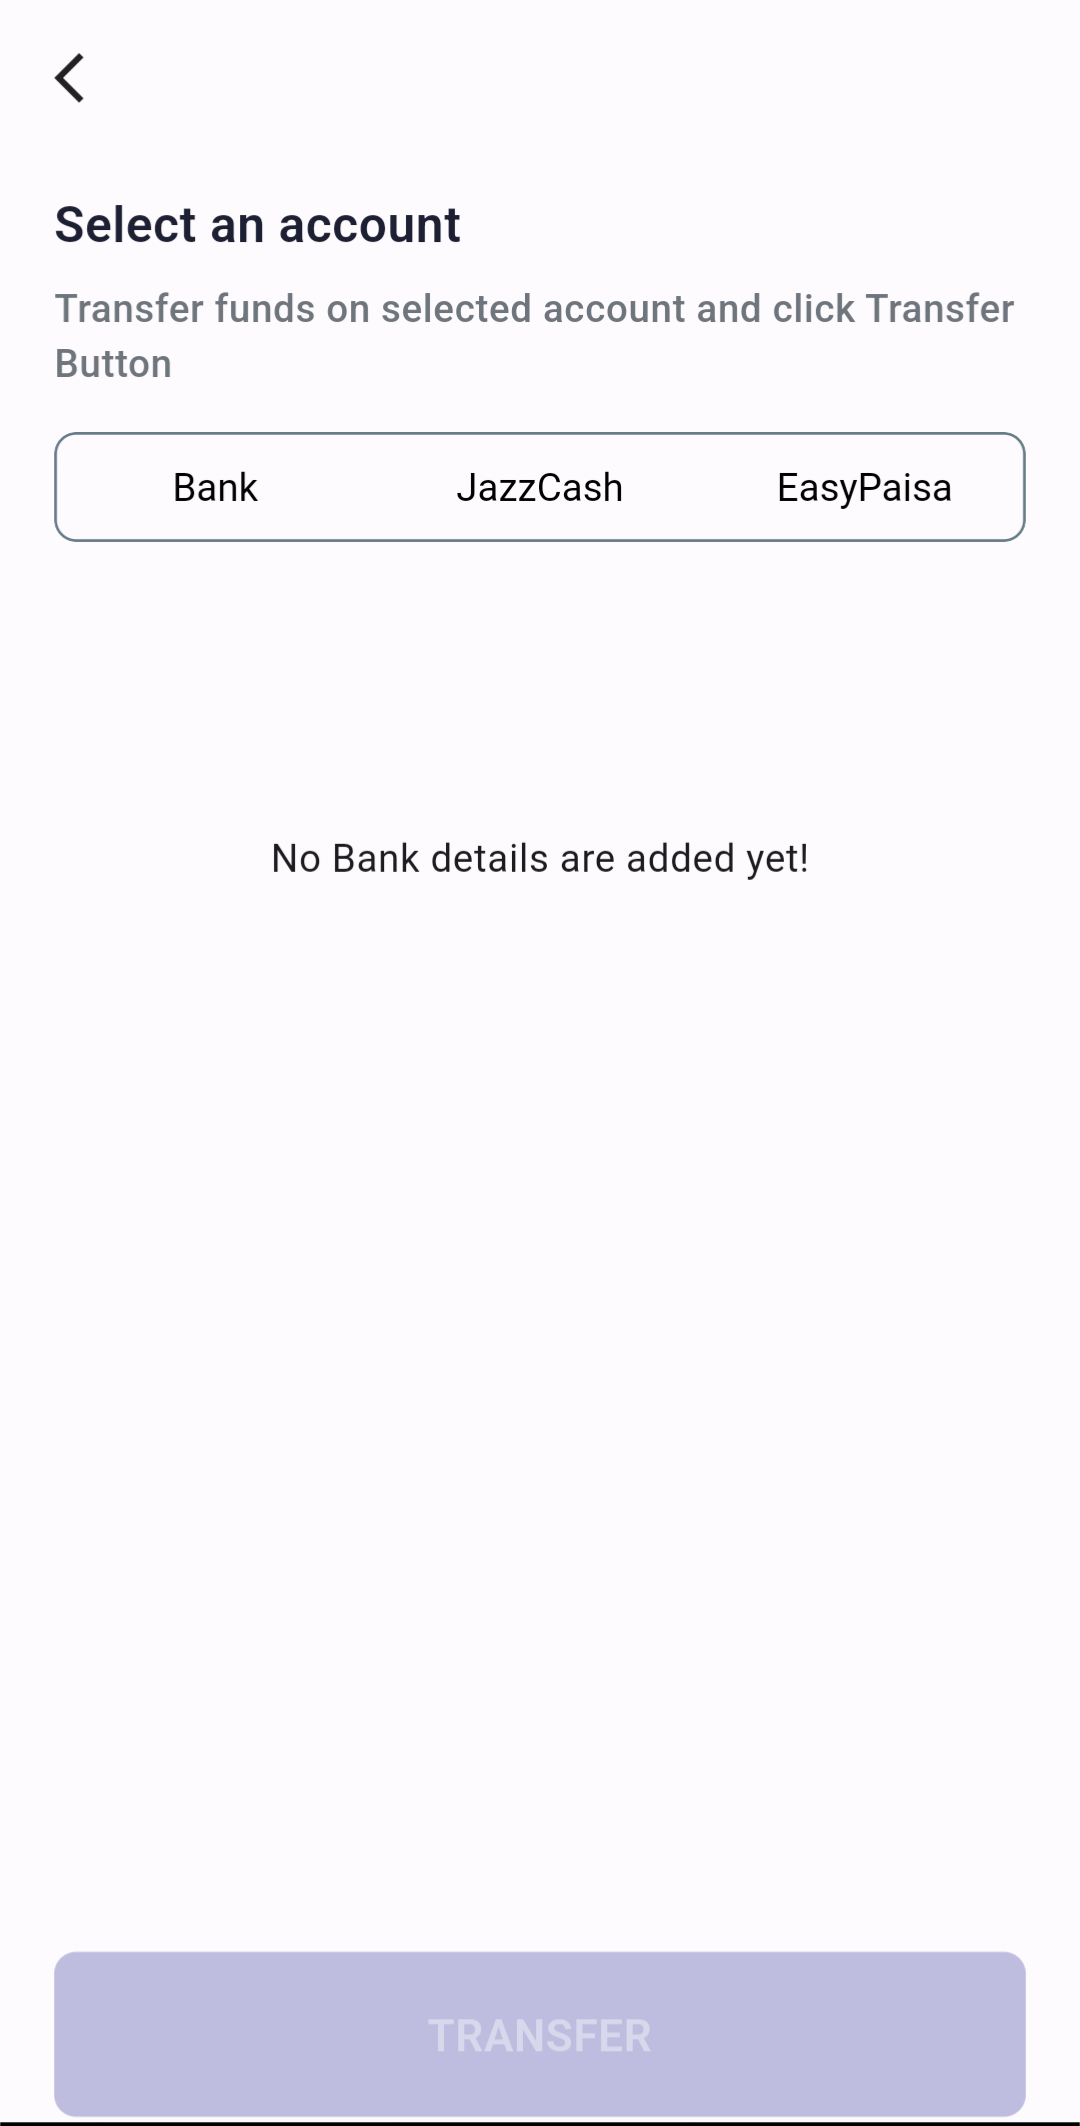 Select an account
Transfer funds on selected account and click Transfer
Button
Bank JazzCash EasyPaisa
No Bank details are added yet!
TRANSFER